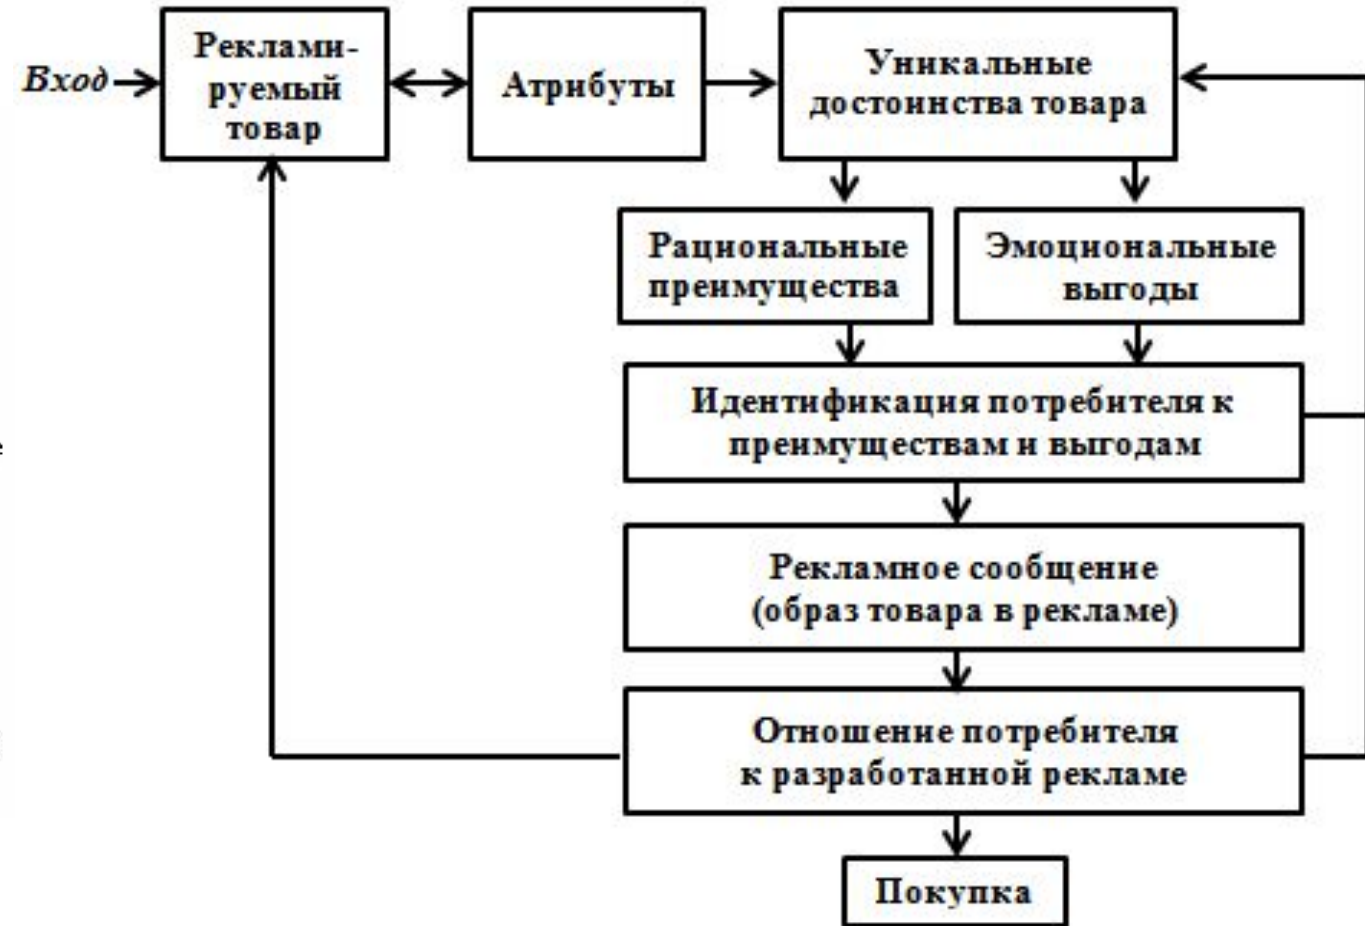 Вход
Реклами-
руемый
товар
Атрибуты
Уникальные
достоинства товара
Рациональные
преимущества
Эмоциональные
выгоды
Идентификация потребителя к
преимуществам и выгодам
Рекламное сообщение
(образ товара в рекламе)
Отношение потребителя
к разработанной рекламе
Покупка